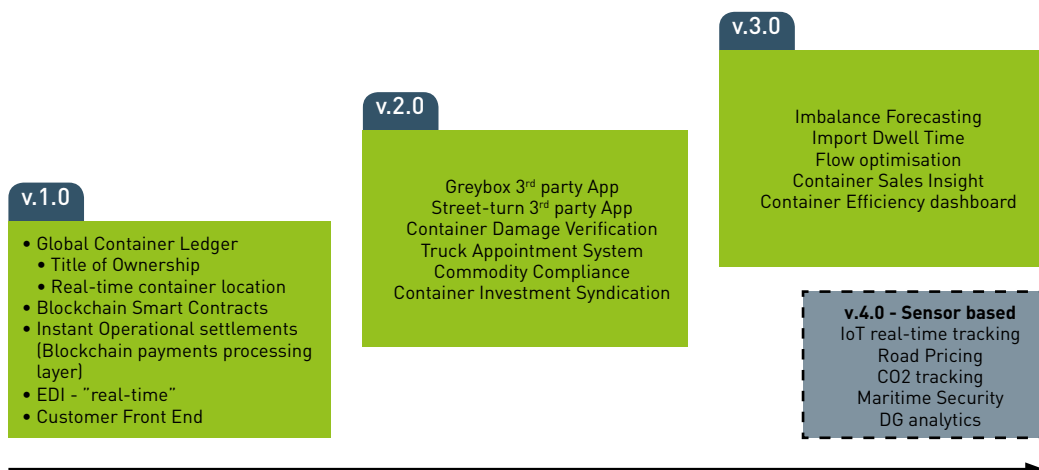 v.1.0
• Global Container Ledger
• Title of Ownership
• Real-time container location
• Blockchain Smart Contracts
• Instant Operational settlements
(Blockchain payments processing
layer)
• EDI - ”real-time”
• Customer Front End
v.2.0
Greybox 3rd party App
Street-turn 3rd party App
Container Damage Verification
Truck Appointment System
Commodity Compliance
Container Investment Syndication
v.3.0
Imbalance Forecasting
Import Dwell Time
Flow optimisation
Container Sales Insight
Container Efficiency dashboard
v.4.0 - Sensor based
IoT real-time tracking
Road Pricing
CO2 tracking
Maritime Security
DG analytics